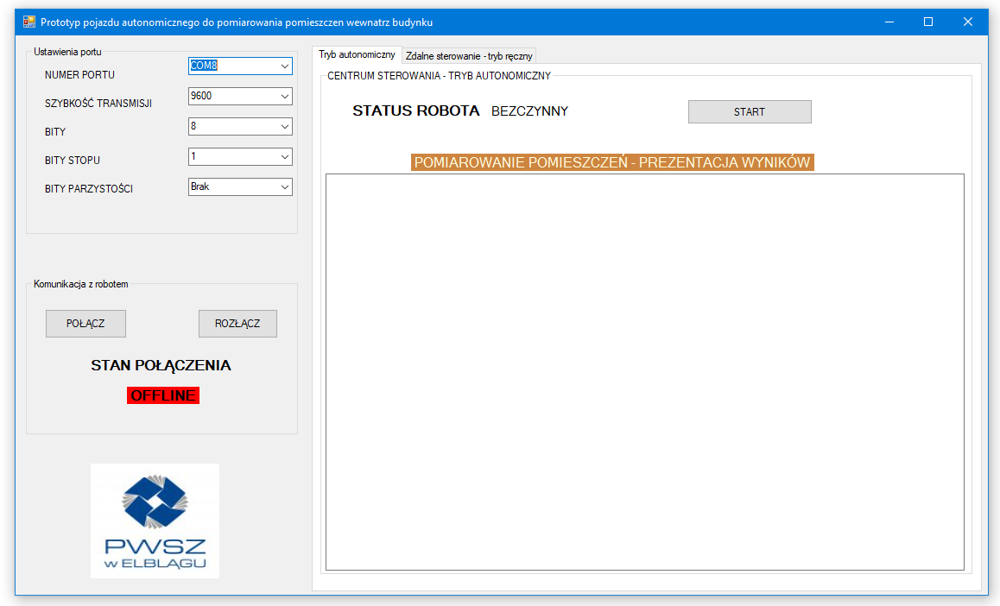 Prototyp pojazdu autonomicznego do pomiarowania pomieszczen wewnatrz budynku
Ustawienia portu
NUMER PORTU
COM8
SZYBKOŚĆ TRANSMISJI
9600
BITY
8
BITY STOPU
1
BITY PARZYSTOŚCI
Brak
Komunikacja z robotem
POŁĄCZ
ROZŁĄCZ
STAN POŁĄCZENIA
OFFLINE
PWSZ
W ELBLĄGU
Tryb autonomiczny
Zdalne sterowanie - tryb ręczny
CENTRUM STEROWANIA - TRYB AUTONOMICZNY
STATUS ROBOTA BEZCZYNNY
START
POMIAROWANIE POMIESZCZEŃ - PREZENTACJA WYNIKÓW